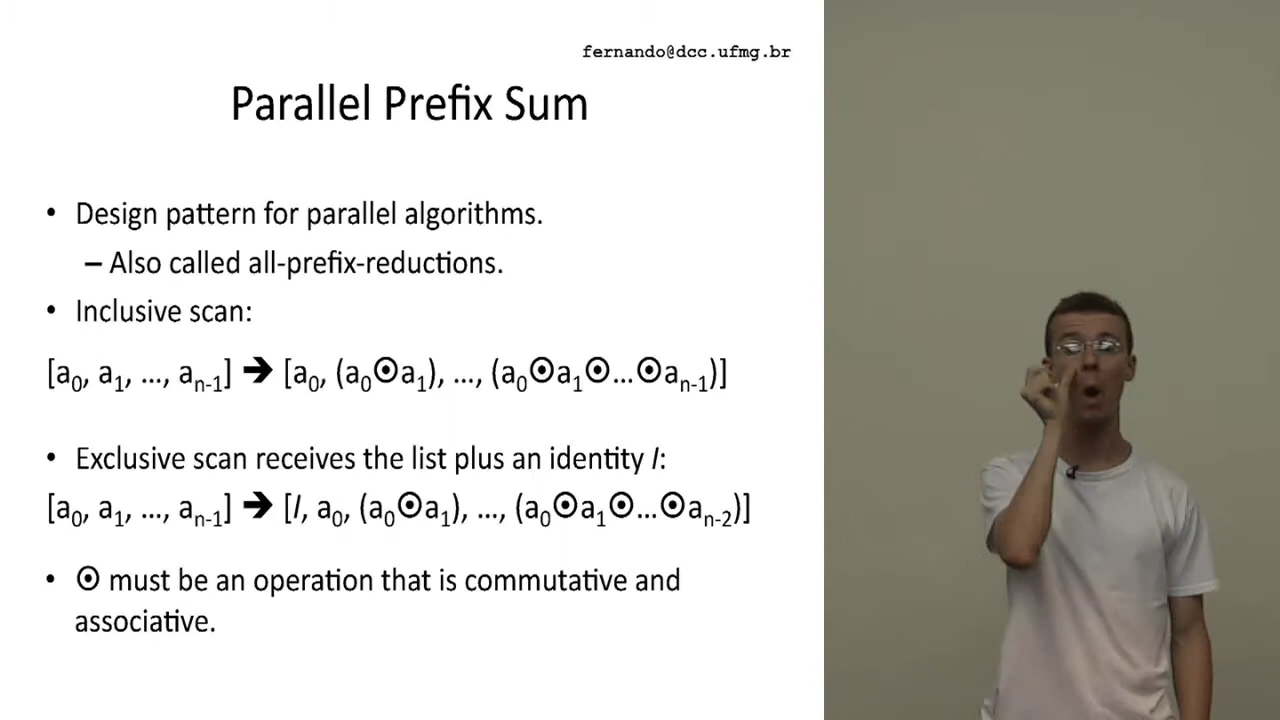 fernando@dcc.ufmg.br
Parallel Prefix Sum
• Design pattern for parallel algorithms.
– Also called all-prefix-reductions.
• Inclusive scan:
[a0, a1, …, an-1] ➔ [a0, (a0⊙a1), …, (a0⊙a1⊙…⊙an-1)]
• Exclusive scan receives the list plus an identity I:
[a0, a1, …, an-1] ➔ [I, a0, (a0⊙a1), …, (a0⊙a1⊙…⊙an-2)]
• ⊙ must be an operation that is commutative and
associative.